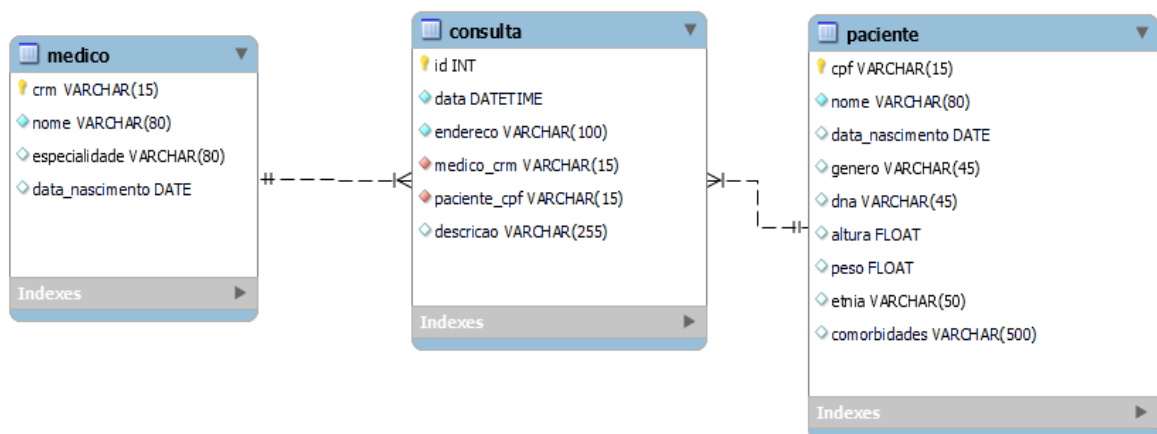 medico
crm VARCHAR(15)
nome VARCHAR(80)
especialidade VARCHAR(80)
data_nascimento DATE
Indexes
consulta
id INT
data DATETIME
endereco VARCHAR(100)
medico_crm VARCHAR(15)
paciente_cpf VARCHAR(15)
descricao VARCHAR(255)
Indexes
paciente
cpf VARCHAR(15)
nome VARCHAR(80)
data_nascimento DATE
genero VARCHAR(45)
dna VARCHAR(45)
altura FLOAT
peso FLOAT
etnia VARCHAR(50)
comorbidades VARCHAR(500)
Indexes